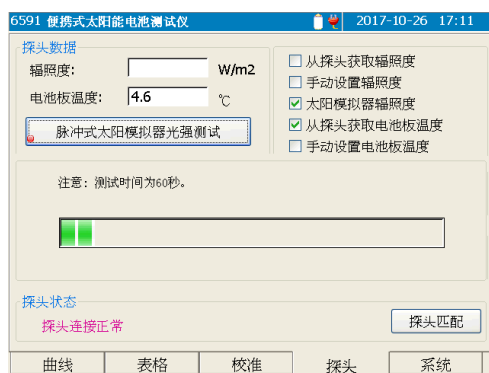 6591 便携式太阳能电池测试仪
2017-10-26 17:11
探头数据
辐照度:
W/m2
电池板温度:
4.6
℃
脉冲式太阳模拟器光强测试
从探头获取辐照度
手动设置辐照度
太阳模拟器辐照度
从探头获取电池板温度
手动设置电池板温度
注意: 测试时间为60秒。
探头状态
探头连接正常
探头匹配
曲线
表格
校准
探头
系统